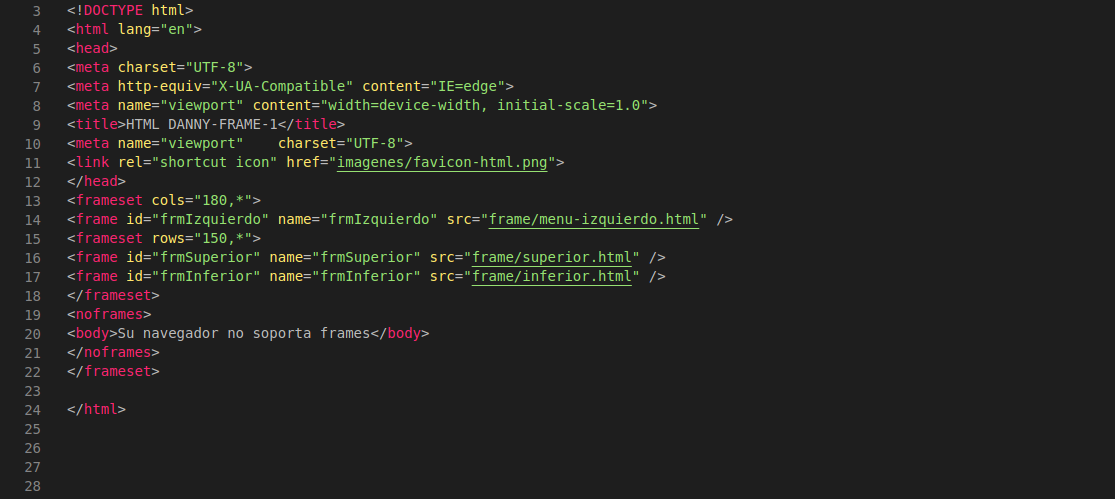 3 <!DOCTYPE html>
4 <html lang="en">
5 <head>
6 <meta charset="UTF-8">
7 <meta http-equiv="X-UA-Compatible" content="IE=edge">
8 <meta name="viewport" content="width=device-width, initial-scale=1.0">
9 <title>HTML DANNY-FRAME-1</title>
10 <meta name="viewport"    charset="UTF-8">
11 <link rel="shortcut icon" href="imagenes/favicon-html.png">
12 </head>
13 <frameset cols="180,*">
14 <frame id="frmIzquierdo" name="frmIzquierdo" src="frame/menu-izquierdo.html" />
15 <frameset rows="150,*">
16 <frame id="frmSuperior" name="frmSuperior" src="frame/superior.html" />
17 <frame id="frmInferior" name="frmInferior" src="frame/inferior.html" />
18 </frameset>
19 <noframes>
20 <body>Su navegador no soporta frames</body>
21 </noframes>
22 </frameset>
23
24 </html>
25
26
27
28